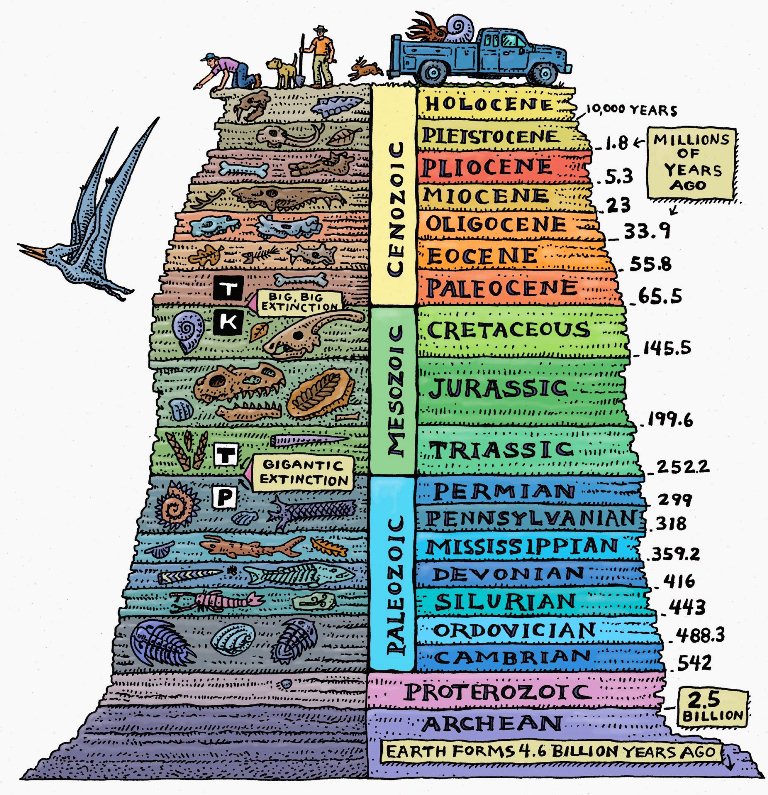 HOLOCENE
10,000 YEARS
PLEISTOCENE
1.8
MILLIONS
OF
YEARS
AGO
PLIOCENE
5.3
MIOCENE
23
OLIGOCENE
33.9
EOCENE
55.8
PALEOCENE
65.5
CENOZOIC
T
BIG, BIG
EXTINCTION
K
CRETACEOUS
145.5
JURASSIC
199.6
TRIASSIC
252.2
MESOZOIC
T
GIGANTIC
EXTINCTION
P
PERMIAN
299
PENNSYLVANIAN
318
MISSISSIPPIAN
359.2
DEVONIAN
416
SILURIAN
443
ORDOVICIAN
488.3
CAMBRIAN
542
PALEOZOIC
PROTEROZOIC
2.5
BILLION
ARCHEAN
EARTH FORMS 4.6 BILLION YEARS AGO